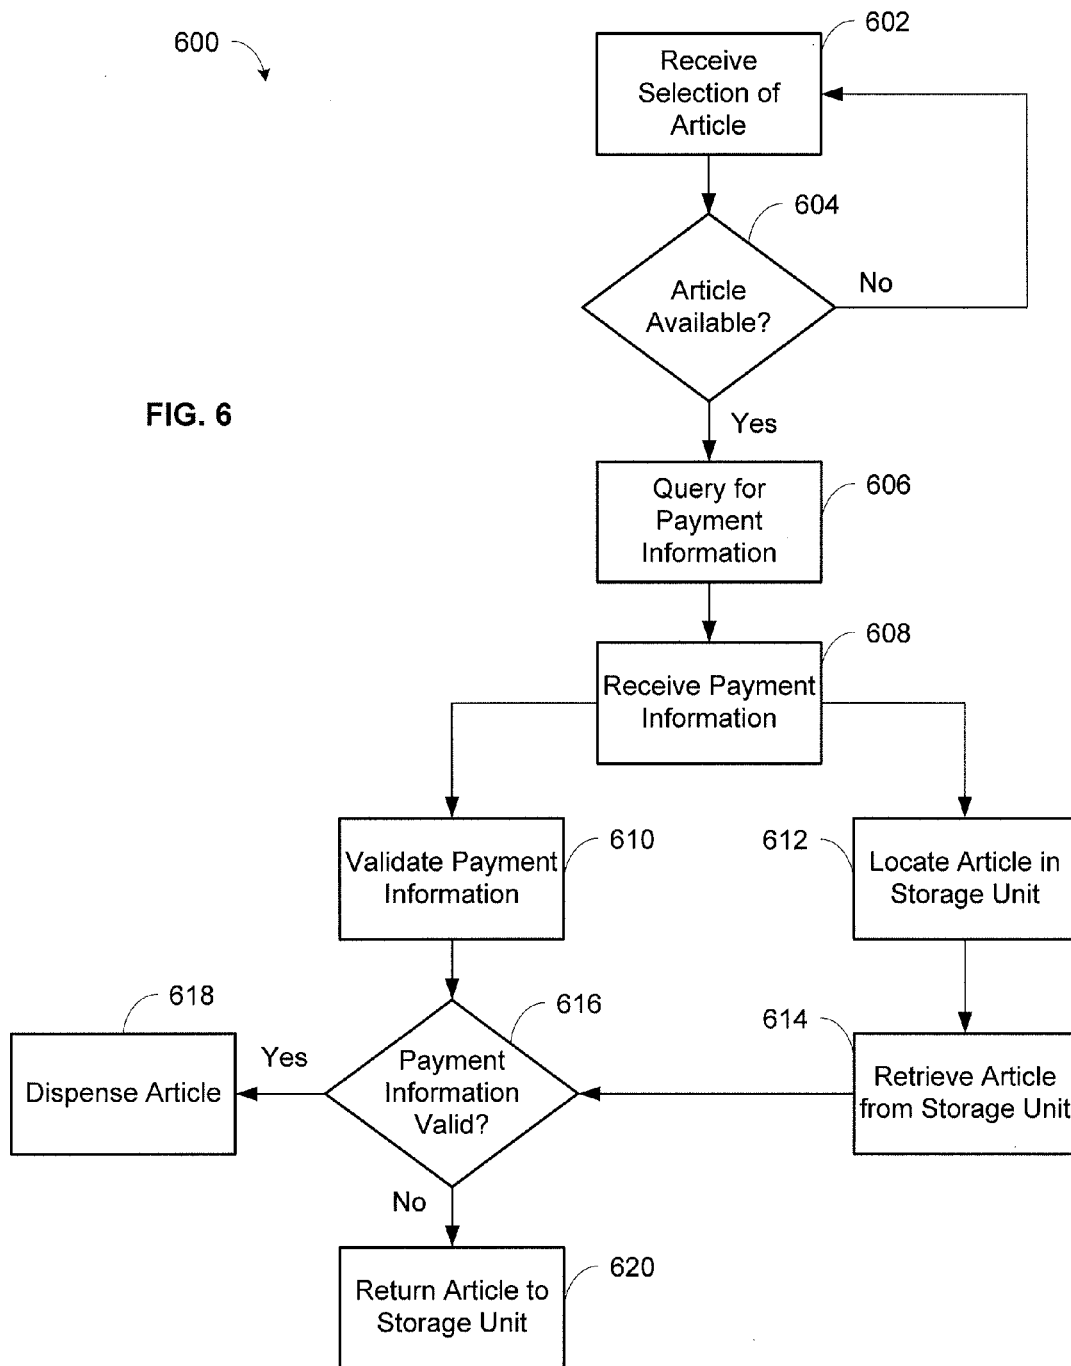 600
602
Receive
Selection of
Article
604
Article
Available?
No
FIG. 6
Yes
Query for
Payment
Information
606
608
Receive Payment
Information
Validate Payment
Information
610
612
Locate Article in
Storage Unit
618
616
614
Dispense Article
Yes
Payment
Information
Valid?
Retrieve Article
from Storage Unit
No
Return Article to
Storage Unit
620